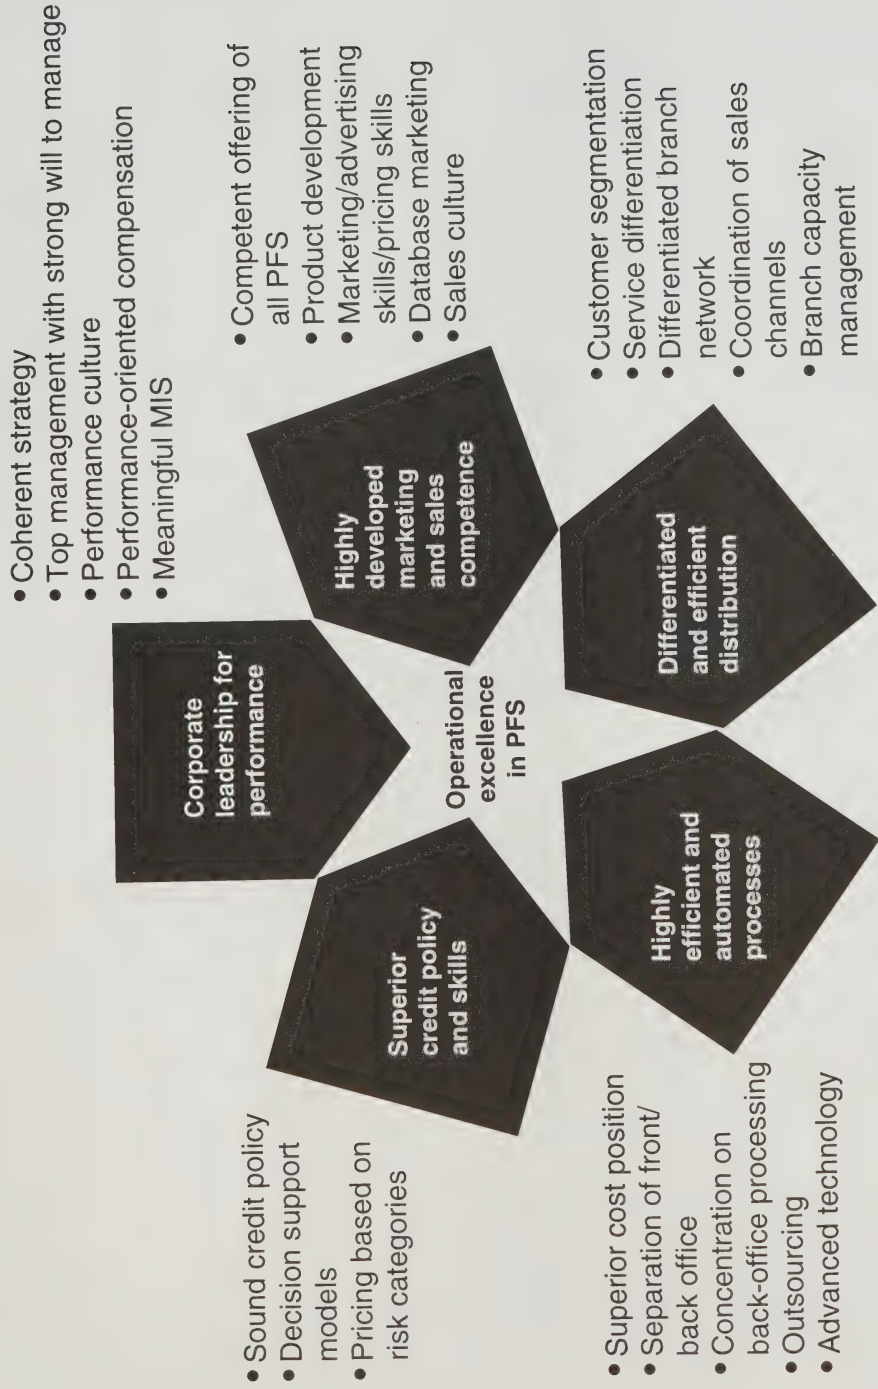 • Coherent strategy
• Top management with strong will to manage
• Performance culture
• Performance-oriented compensation
• Meaningful MIS
Corporate
leadership for
performance
• Competent offering of
all PFS
• Product development
• Marketing/advertising
skills/pricing skills
• Database marketing
• Sales culture
Highly
developed
marketing
and sales
competence
• Sound credit policy
• Decision support
models
• Pricing based on
risk categories
Superior
credit policy
and skills
Operational
excellence
in PFS
• Customer segmentation
• Service differentiation
• Differentiated branch
network
• Coordination of sales
channels
• Branch capacity
management
Differentiated
and efficient
distribution
• Superior cost position
• Separation of front/
back office
• Concentration on
back-office processing
• Outsourcing
• Advanced technology
Highly
efficient and
automated
processes